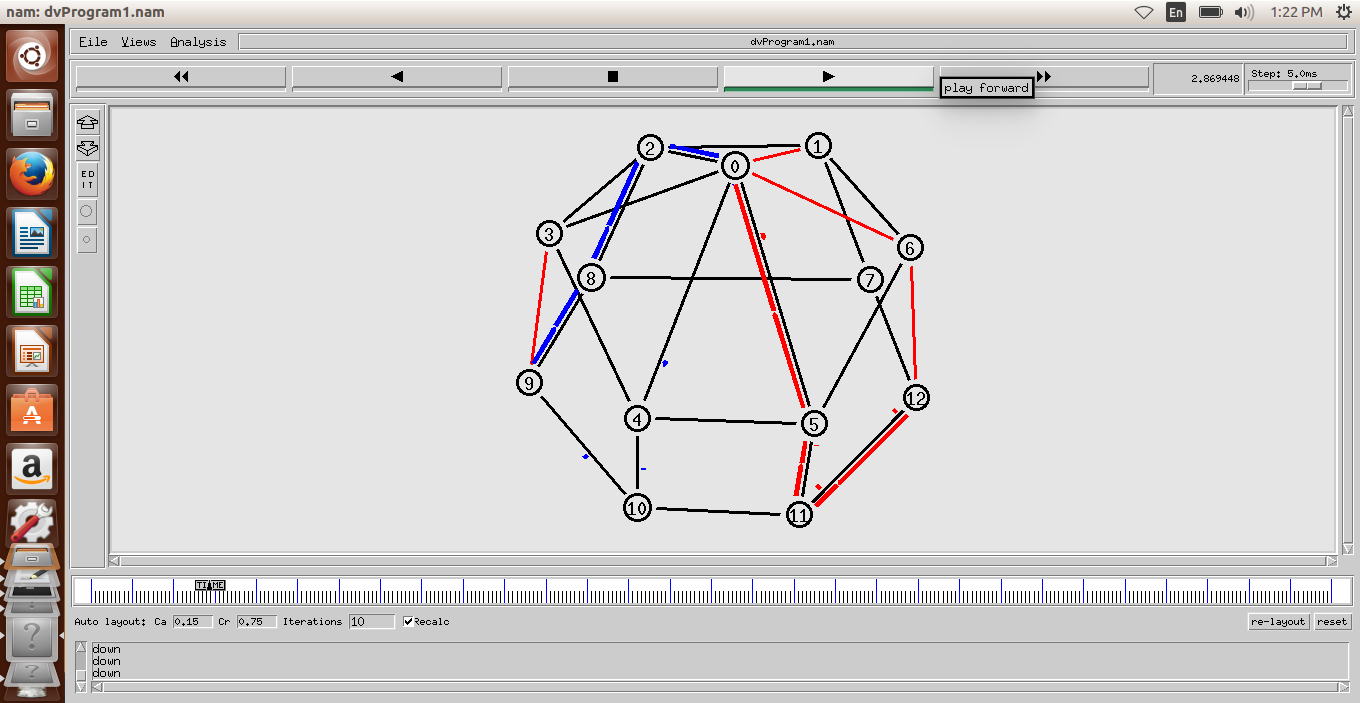 nam: dvProgram1.nam
En
1:22 PM
File Views Analysis
dvProgram1.nam
2.869448
Step: 5.0ms
play forward
ED
IT
2
1
0
3
6
8
7
9
12
4
5
10
11
TIME
Auto layout: Ca 0.15 Cr 0.75 Iterations 10 Recalc
re-layout reset
down
down
down